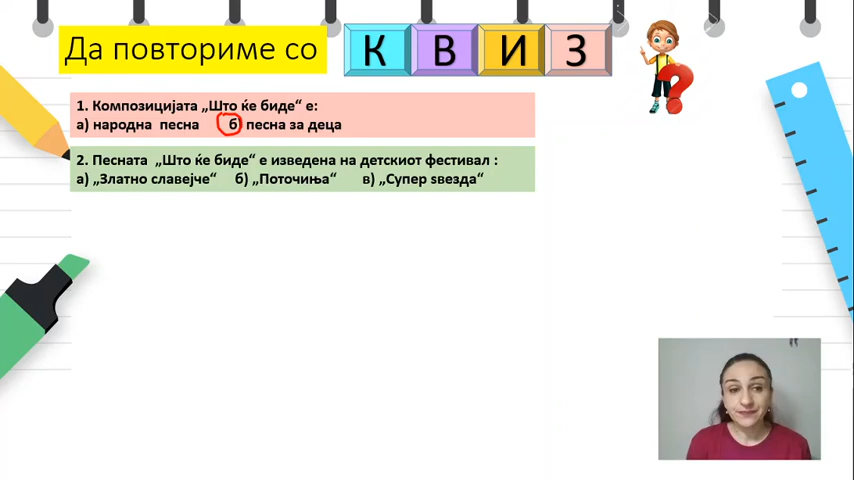 Да повториме со КВИЗ
1. Композицијата „Што ќе биде“ е:
а) народна песна б) песна за деца
2. Песната „Што ќе биде“ е изведена на детскиот фестивал :
а) „Златно славејче“ б) „Поточиња“ в) „Супер ѕвезда“